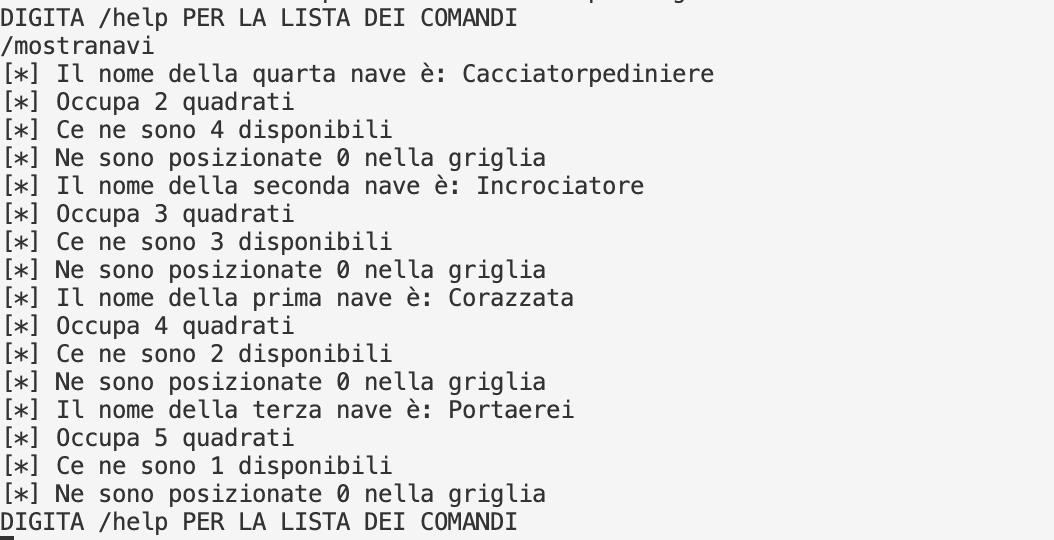 DIGITA /help PER LA LISTA DEI COMANDI
/mostranavi
[*] Il nome della quarta nave è: Cacciatorpediniere
[*] Occupa 2 quadrati
[*] Ce ne sono 4 disponibili
[*] Ne sono posizionate 0 nella griglia
[*] Il nome della seconda nave è: Incrociatore
[*] Occupa 3 quadrati
[*] Ce ne sono 3 disponibili
[*] Ne sono posizionate 0 nella griglia
[*] Il nome della prima nave è: Corazzata
[*] Occupa 4 quadrati
[*] Ce ne sono 2 disponibili
[*] Ne sono posizionate 0 nella griglia
[*] Il nome della terza nave è: Portaerei
[*] Occupa 5 quadrati
[*] Ce ne sono 1 disponibili
[*] Ne sono posizionate 0 nella griglia
DIGITA /help PER LA LISTA DEI COMANDI